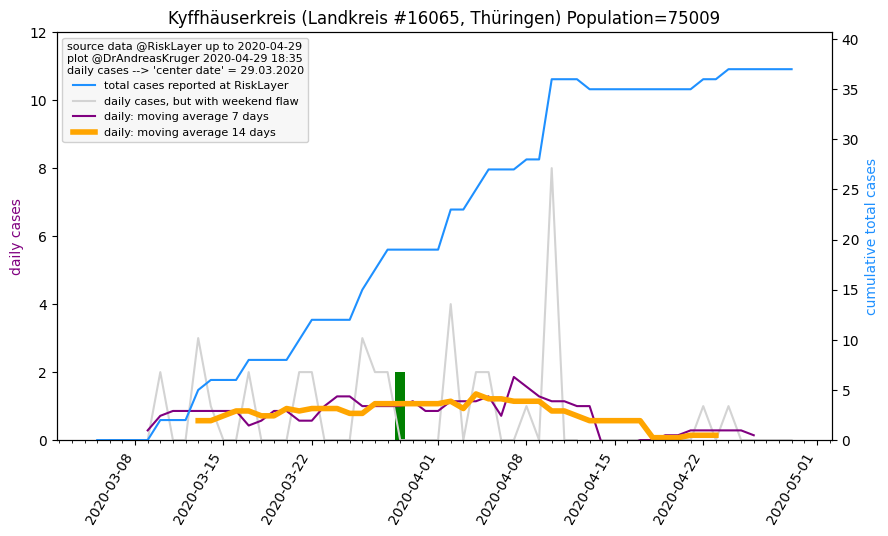 Kyffhäuserkreis (Landkreis #16065, Thüringen) Population=75009
source data @RiskLayer up to 2020-04-29
plot @DrAndreasKruger 2020-04-29 18:35
daily cases --> 'center date' = 29.03.2020
total cases reported at RiskLayer
daily cases, but with weekend flaw
daily: moving average 7 days
daily: moving average 14 days
daily cases
12
10
8
6
4
2
0
40
35
30
25
20
15
10
5
0
cumulative total cases
2020-03-08
2020-03-15
2020-03-22
2020-04-01
2020-04-08
2020-04-15
2020-04-22
2020-05-01